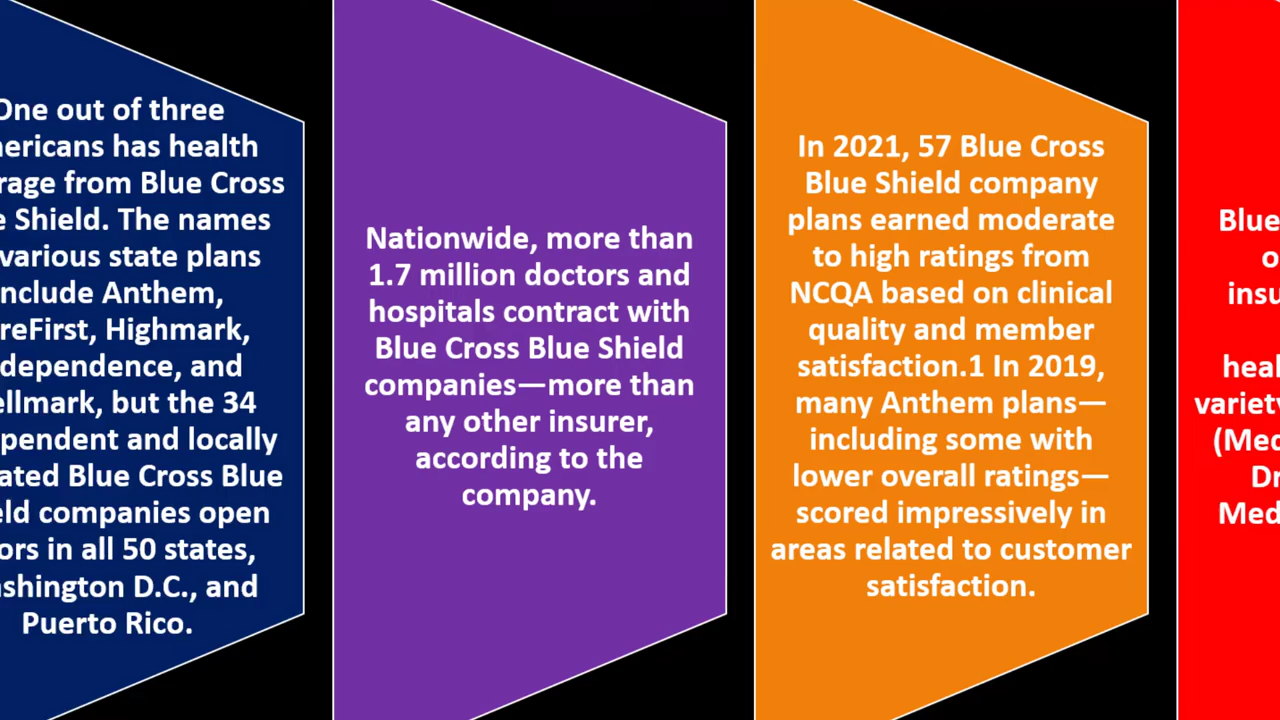 One out of three
ericans has health
rage from Blue Cross
e Shield. The names
various state plans
nclude Anthem,
reFirst, Highmark,
dependence, and
ellmark, but the 34
pendent and locally
ated Blue Cross Blue
eld companies open
ors in all 50 states,
shington D.C., and
Puerto Rico.
Nationwide, more than
1.7 million doctors and
hospitals contract with
Blue Cross Blue Shield
companies—more than
any other insurer,
according to the
company.
In 2021, 57 Blue Cross
Blue Shield company
plans earned moderate
to high ratings from
NCQA based on clinical
quality and member
satisfaction.1 In 2019,
many Anthem plans—
including some with
lower overall ratings—
scored impressively in
areas related to customer
satisfaction.
Blue
o
insu
heal
variety
(Med
Dr
Med